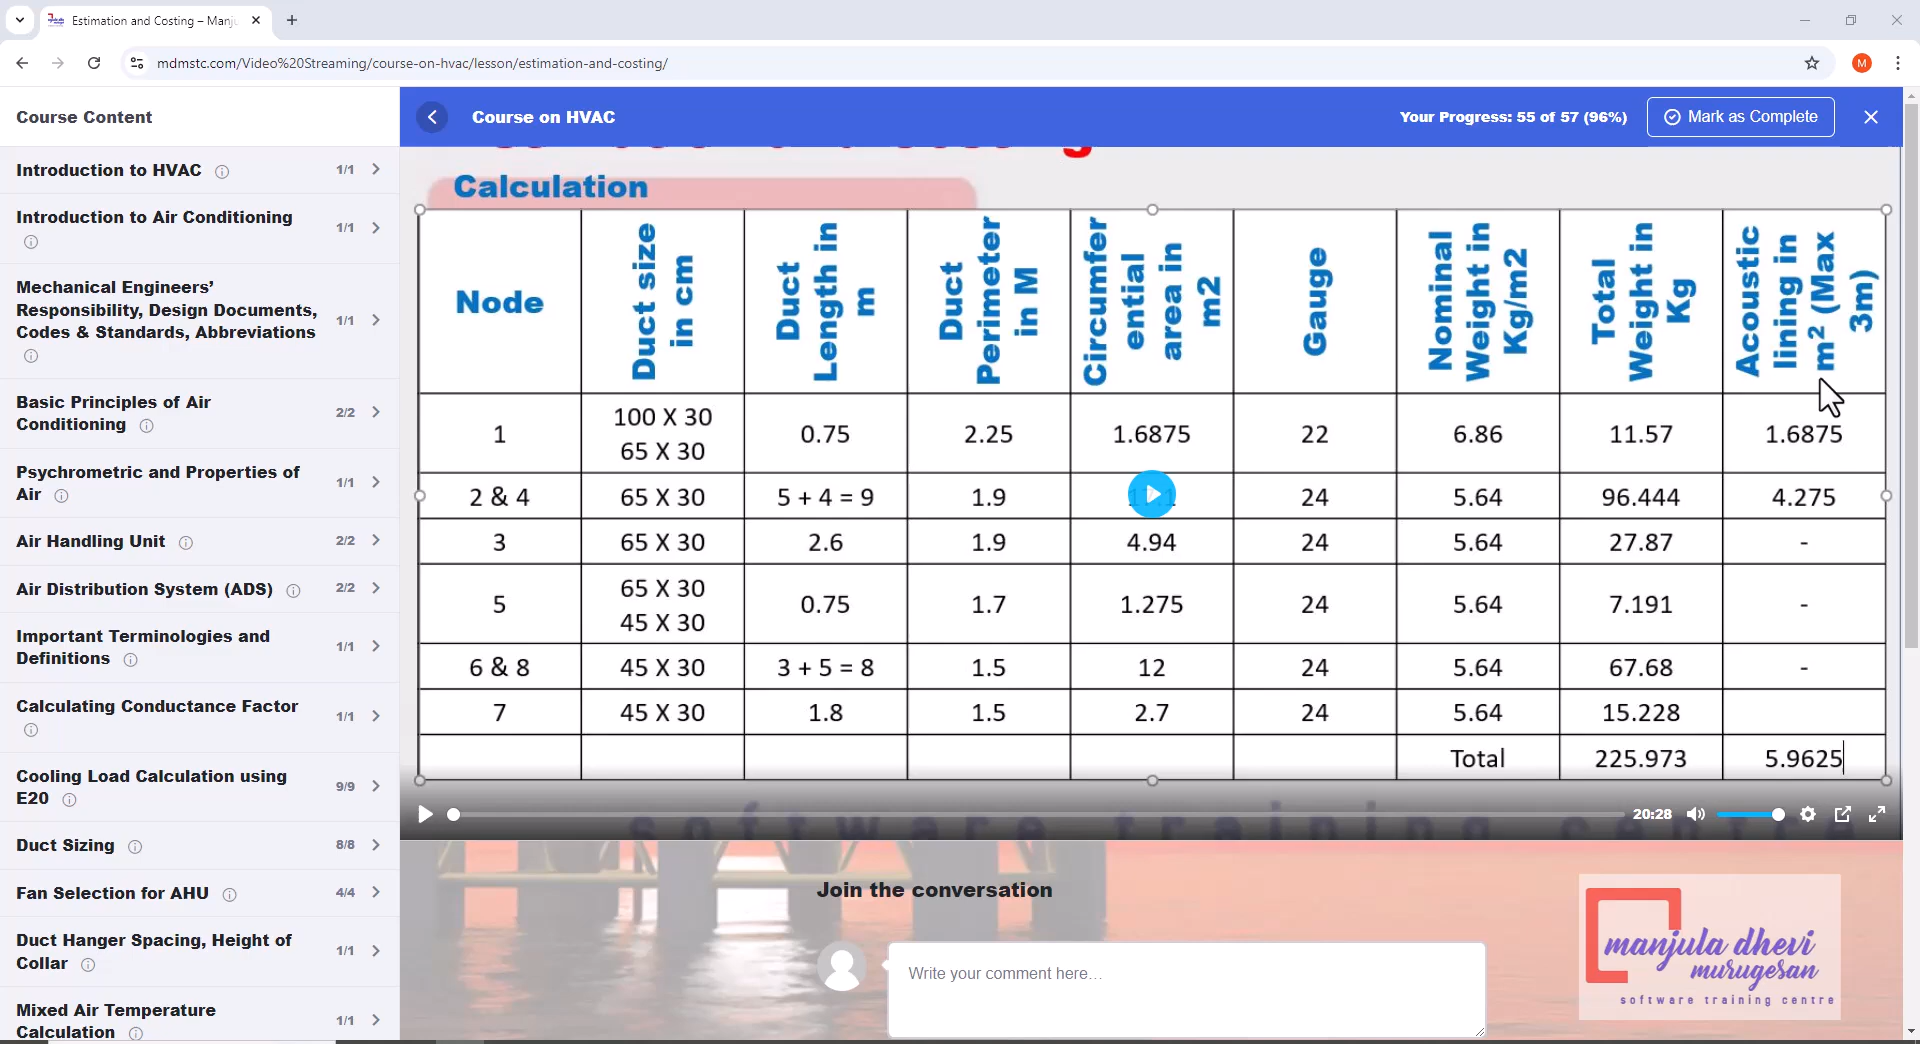 Estimation and Costing – Manju
mdmstc.com/Video%20Streaming/course-on-hvac/lesson/estimation-and-costing/
M
Course Content
Introduction to HVAC 1/1
Introduction to Air Conditioning 1/1
Mechanical Engineers’
Responsibility, Design Documents,
Codes & Standards, Abbreviations 1/1
Basic Principles of Air
Conditioning 2/2
Psychrometric and Properties of
Air 1/1
Air Handling Unit 2/2
Air Distribution System (ADS) 2/2
Important Terminologies and
Definitions 1/1
Calculating Conductance Factor 1/1
Cooling Load Calculation using
E20 9/9
Duct Sizing 8/8
Fan Selection for AHU 4/4
Duct Hanger Spacing, Height of
Collar 1/1
Mixed Air Temperature
Calculation 1/1
Course on HVAC
Your Progress: 55 of 57 (96%)
Mark as Complete
Calculation
Node
Duct size
in cm
Duct
Length in
m
Duct
Perimeter
in M
Circumfer
ential
area in
m2
Gauge
Nominal
Weight in
Kg/m2
Total
Weight in
Kg
Acoustic
lining in
m² (Max
3m)
1 100 X 30 65 X 30 0.75 2.25 1.6875 22 6.86 11.57 1.6875
2 & 4 65 X 30 5 + 4 = 9 1.9 24 5.64 96.444 4.275
3 65 X 30 2.6 1.9 4.94 24 5.64 27.87 -
5 65 X 30 45 X 30 0.75 1.7 1.275 24 5.64 7.191 -
6 & 8 45 X 30 3 + 5 = 8 1.5 12 24 5.64 67.68 -
7 45 X 30 1.8 1.5 2.7 24 5.64 15.228
Total 225.973 5.9625
software training centre
20:28
Join the conversation
Write your comment here...
manjula dhevi
murugesan
software training centre